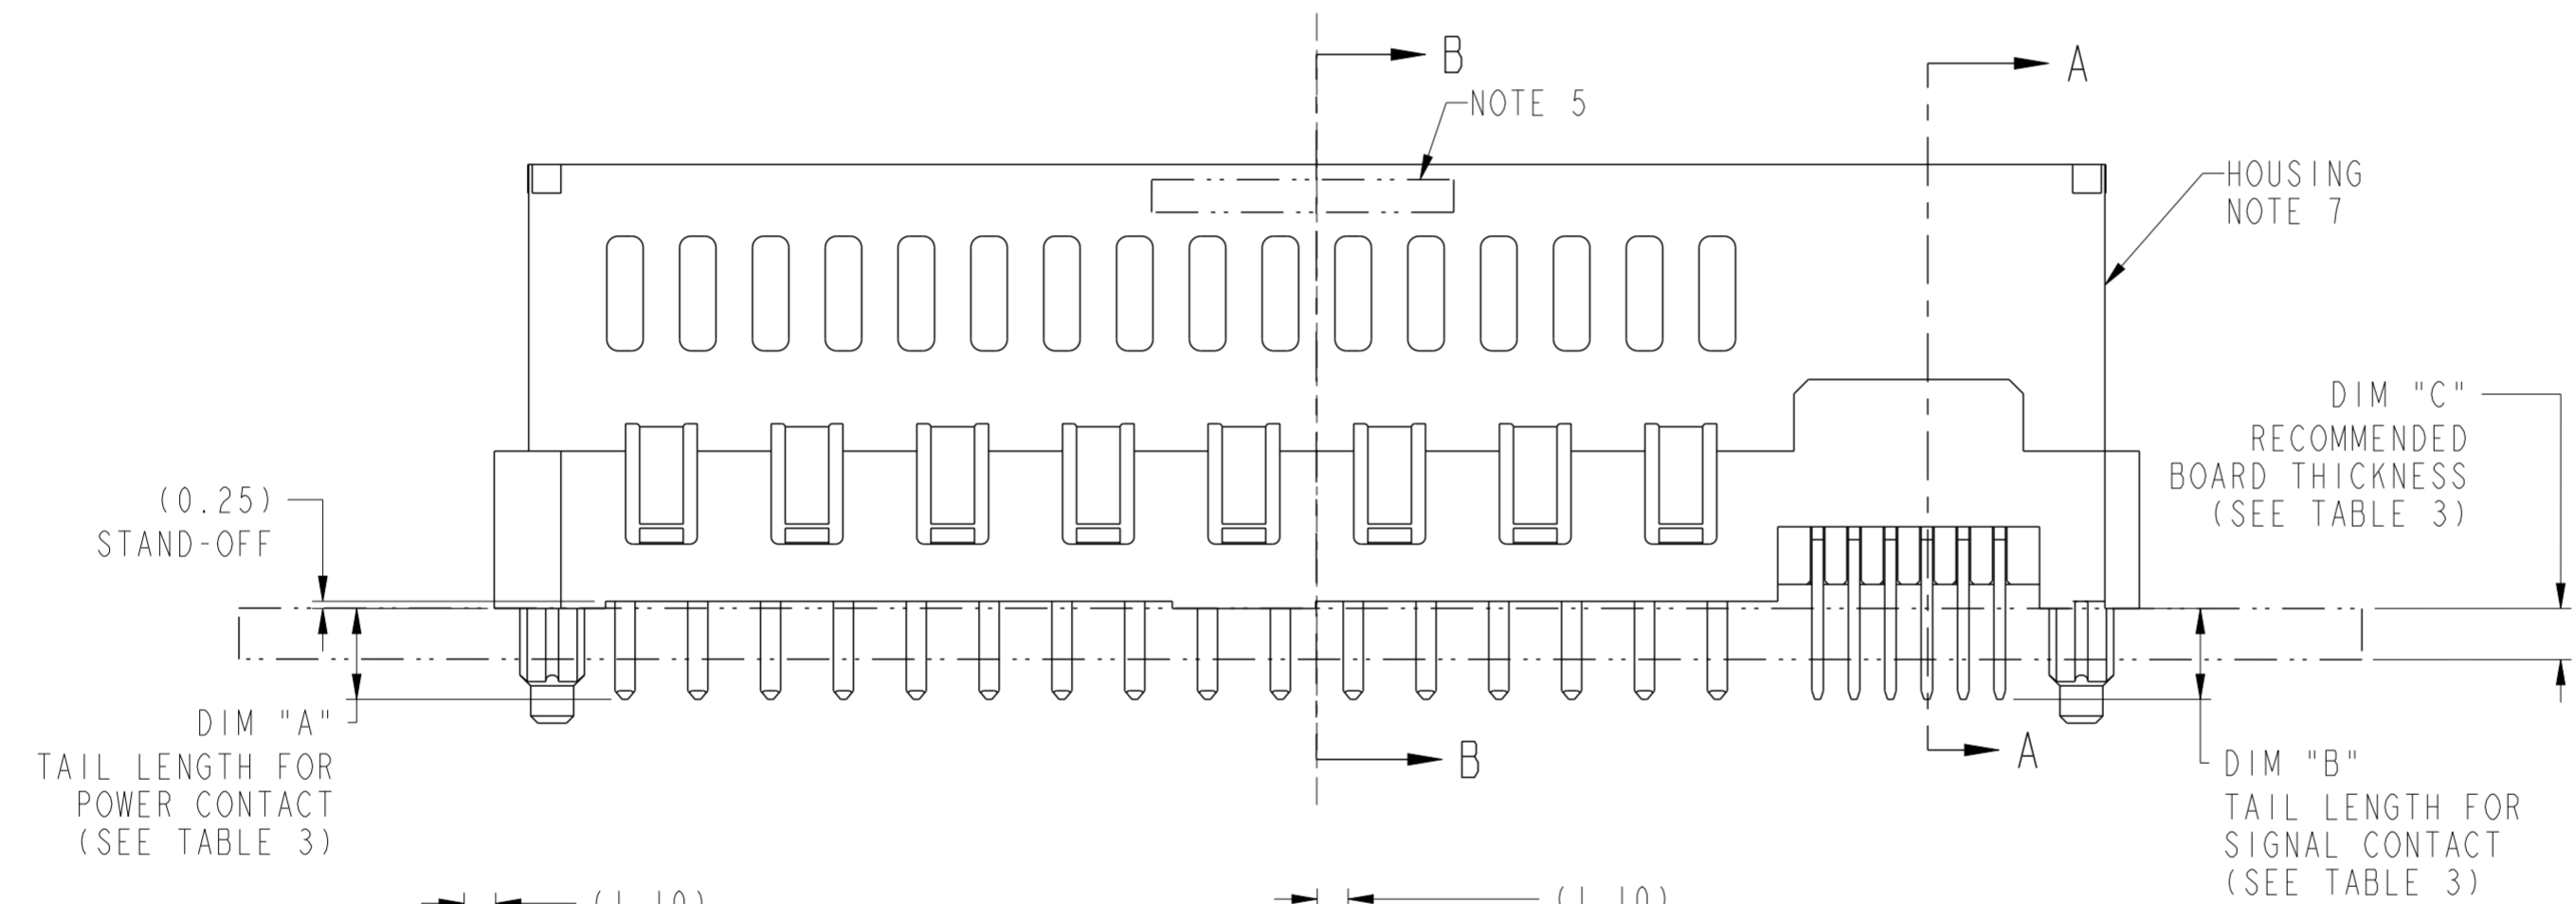 B
A
NOTE 5
HOUSING
NOTE 7
DIM "C"
RECOMMENDED
BOARD THICKNESS
(SEE TABLE 3)
(0.25)
STAND-OFF
DIM "A"
TAIL LENGTH FOR
POWER CONTACT
(SEE TABLE 3)
B
A
DIM "B"
TAIL LENGTH FOR
SIGNAL CONTACT
(SEE TABLE 3)